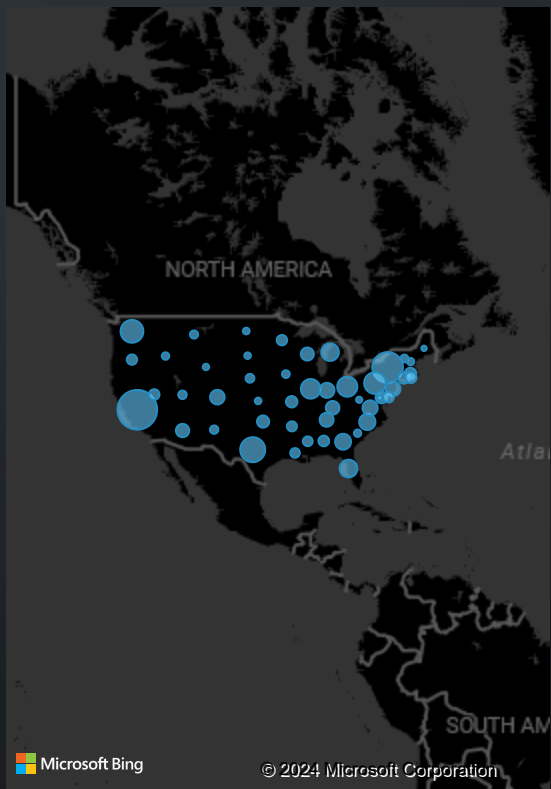 NORTH AMERICA
Atla
SOUTH AM
Microsoft Bing
© 2024 Microsoft Corporation